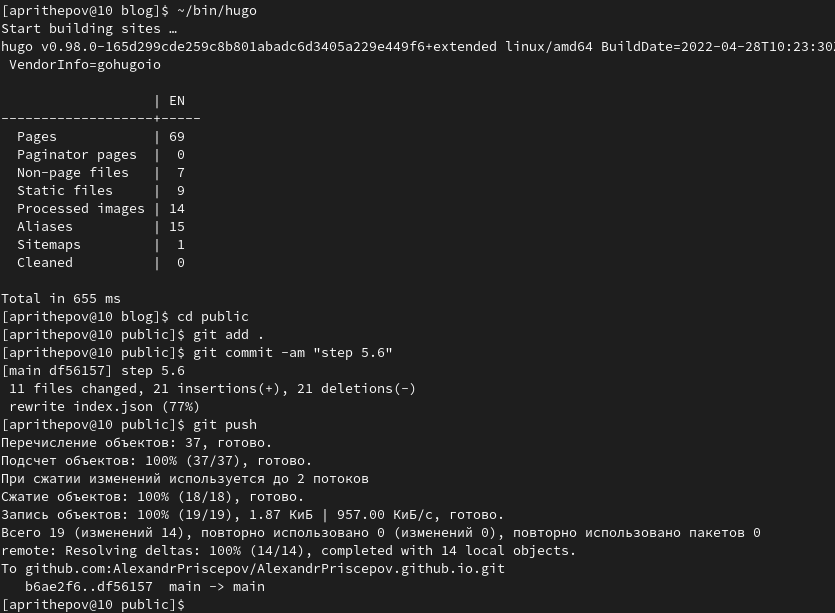 [aprithepov@10 blog]$ ~/bin/hugo
Start building sites …
hugo v0.98.0-165d299cde259c8b801abadc6d3405a229e449f6+extended linux/amd64 BuildDate=2022-04-28T10:23:30Z
 VendorInfo=gohugoio

                   | EN
-------------------+-----
  Pages            | 69
  Paginator pages  |  0
  Non-page files   |  7
  Static files     |  9
  Processed images | 14
  Aliases          | 15
  Sitemaps         |  1
  Cleaned          |  0

Total in 655 ms
[aprithepov@10 blog]$ cd public
[aprithepov@10 public]$ git add .
[aprithepov@10 public]$ git commit -am "step 5.6"
[main df56157] step 5.6
 11 files changed, 21 insertions(+), 21 deletions(-)
 rewrite index.json (77%)
[aprithepov@10 public]$ git push
Перечисление объектов: 37, готово.
Подсчет объектов: 100% (37/37), готово.
При сжатии изменений используется до 2 потоков
Сжатие объектов: 100% (18/18), готово.
Запись объектов: 100% (19/19), 1.87 КиБ | 957.00 КиБ/с, готово.
Всего 19 (изменений 14), повторно использовано 0 (изменений 0), повторно использовано пакетов 0
remote: Resolving deltas: 100% (14/14), completed with 14 local objects.
To github.com:AlexandrPriscepov/AlexandrPriscepov.github.io.git
   b6ae2f6..df56157  main -> main
[aprithepov@10 public]$